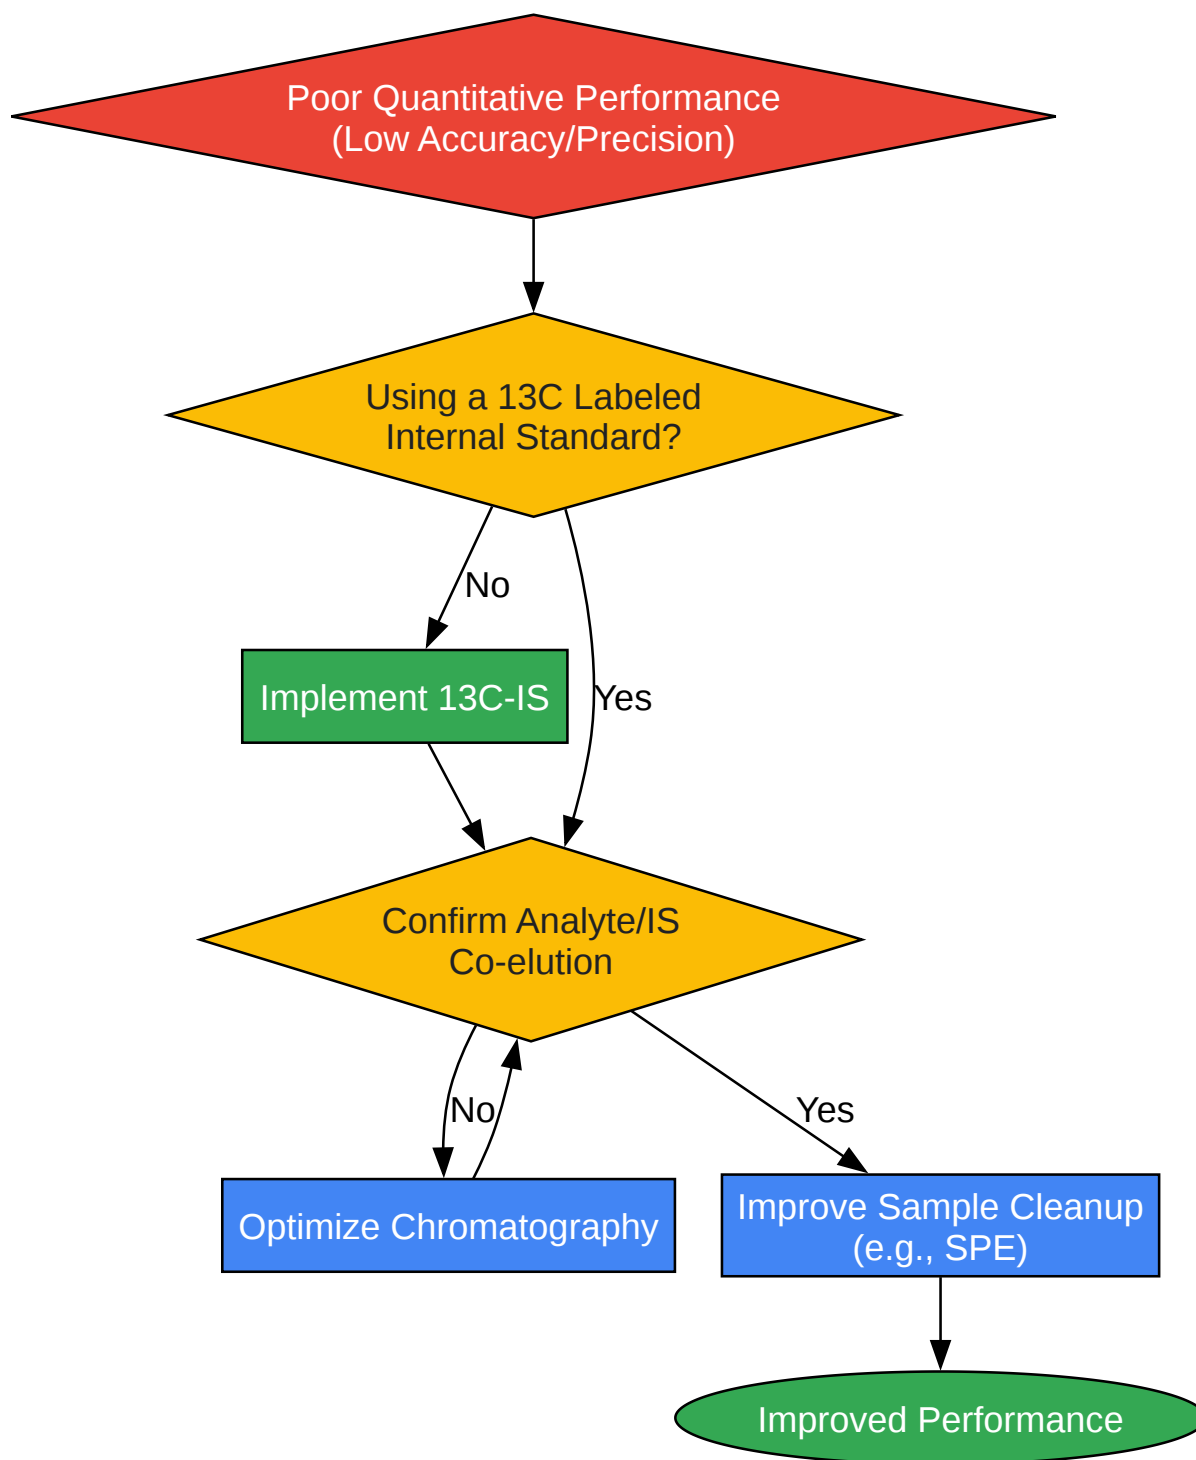 Poor Quantitative Performance
(Low Accuracy/Precision)
Using a 13C Labeled
Internal Standard?
No
Implement 13C-IS
Yes
Confirm Analyte/IS
Co-elution
No
Yes
Optimize Chromatography
Improve Sample Cleanup
(e.g., SPE)
Improved Performance